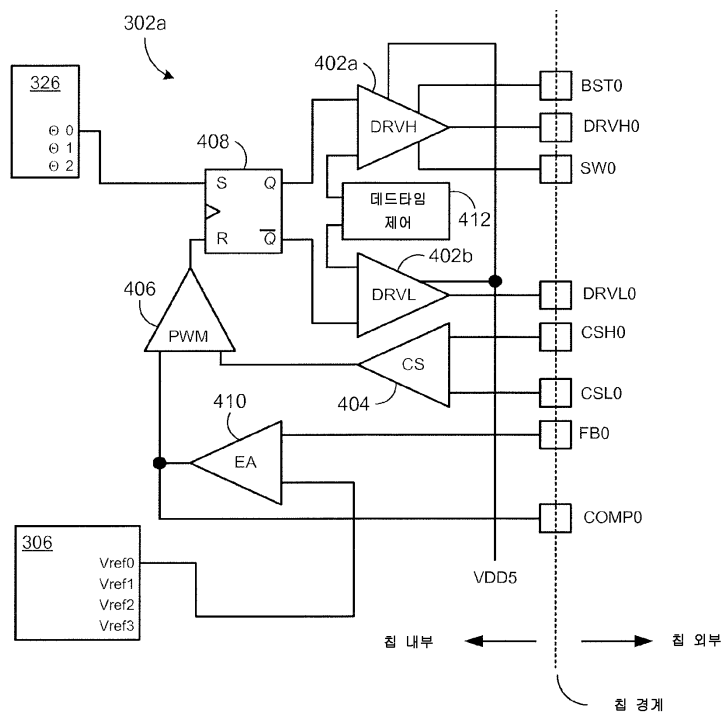 302a
326
Θ 0
Θ 1
Θ 2
402a
DRVH
BST0
DRVH0
SW0
408
S Q
R Q̅
데드타임
제어
412
402b
DRVL
DRVL0
406
PWM
CS
404
CSH0
CSL0
410
EA
FB0
COMP0
306
Vref0
Vref1
Vref2
Vref3
VDD5
칩 내부
칩 외부
칩 경계